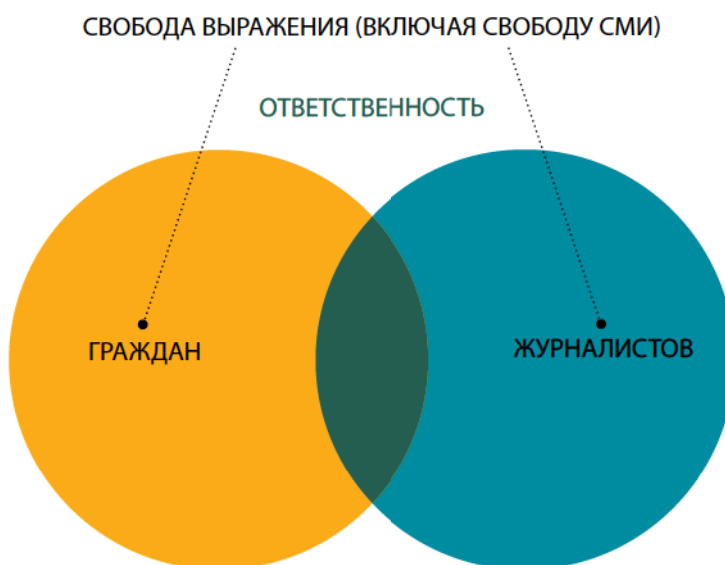 СВОБОДА ВЫРАЖЕНИЯ (ВКЛЮЧАЯ СВОБОДУ СМИ)
ОТВЕТСТВЕННОСТЬ
ГРАЖДАН
ЖУРНАЛИСТОВ